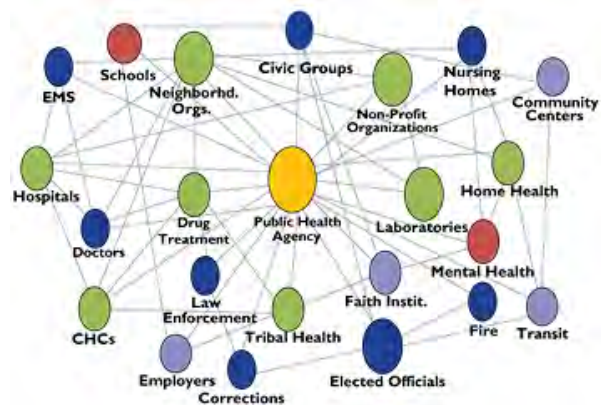 Schools
EMS
Neighborhd.
Orgs.
Civic Groups
Non-Profit
Organizations
Nursing
Homes
Community
Centers
Hospitals
Doctors
Drug
Treatment
Public Health
Agency
Laboratories
Home Health
Mental Health
CHCs
Law
Enforcement
Tribal Health
Faith Instit.
Fire
Transit
Employers
Corrections
Elected Officials